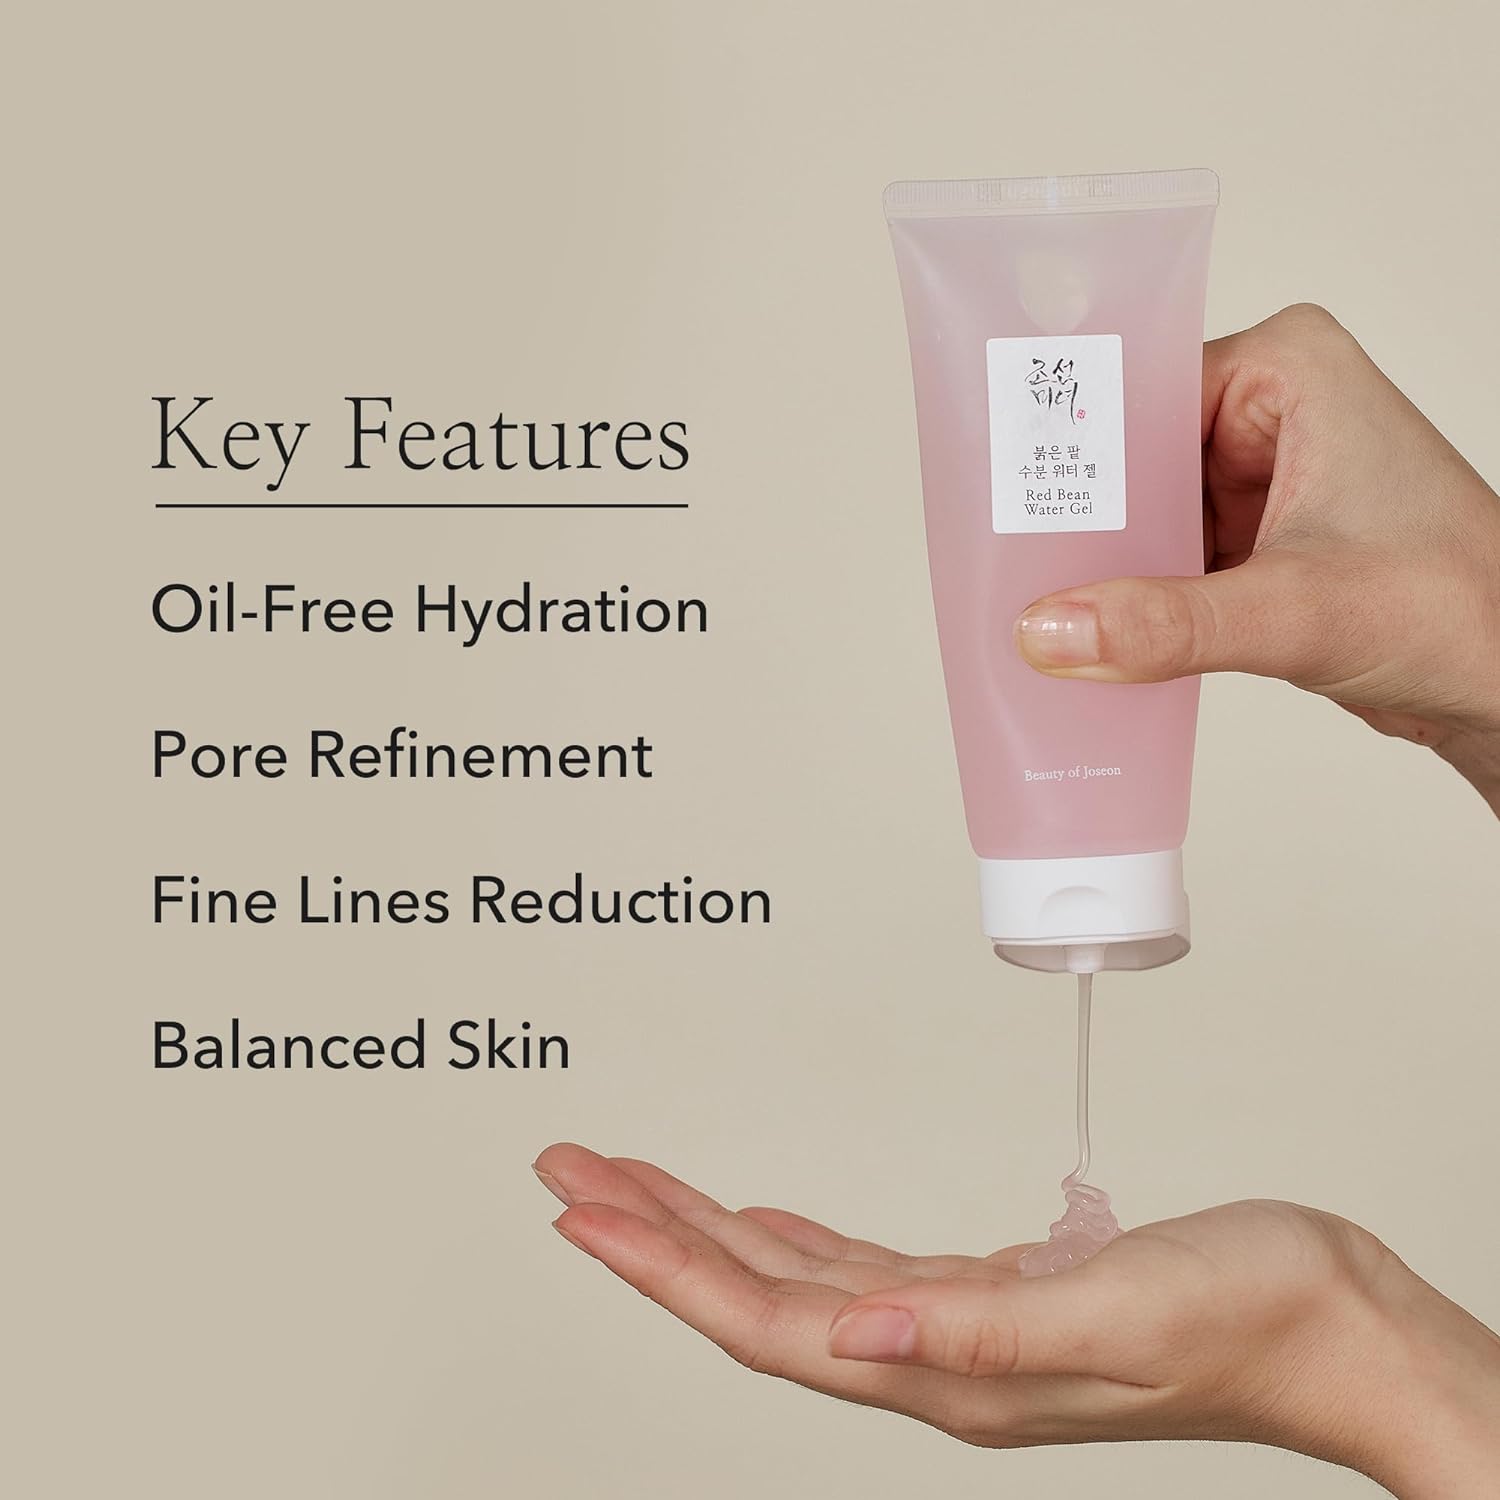 Key Features
Oil-Free Hydration
Pore Refinement
Fine Lines Reduction
Balanced Skin
조선
미녀
붉은 팥
수분 워터 젤
Red Bean
Water Gel
Beauty of Joseon